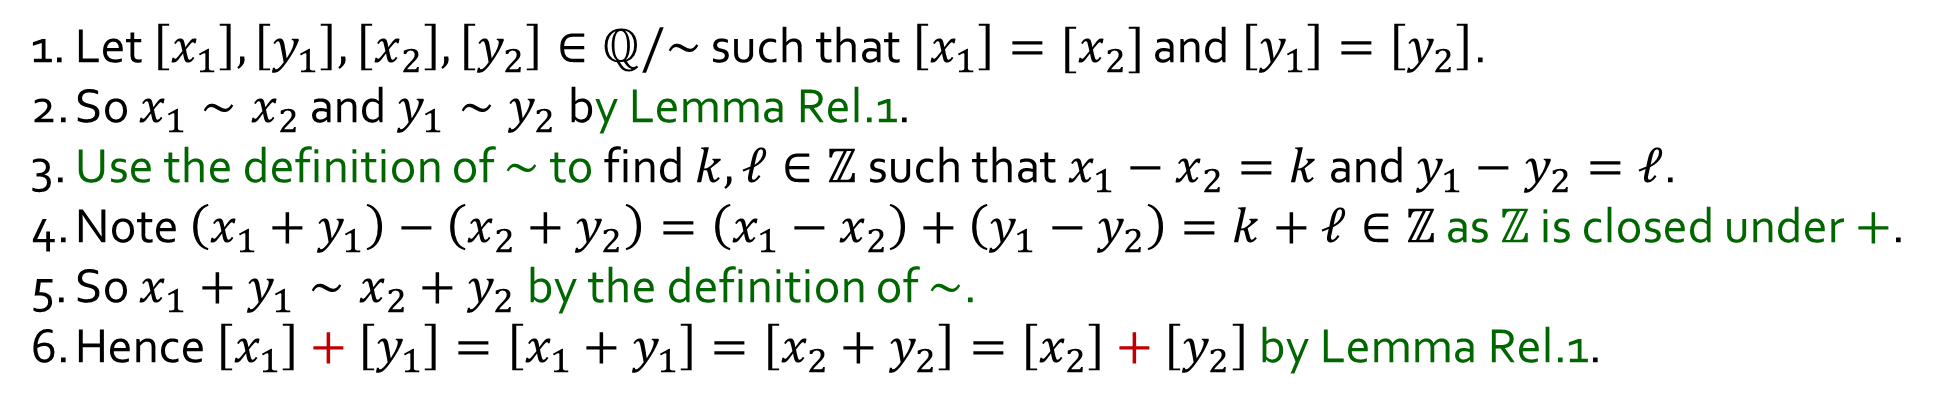 1. Let [x₁], [y₁], [x₂], [y₂] ∈ ℚ/~ such that [x₁] = [x₂] and [y₁] = [y₂].
2. So x₁ ~ x₂ and y₁ ~ y₂ by Lemma Rel.1.
3. Use the definition of ~ to find k, ℓ ∈ ℤ such that x₁ − x₂ = k and y₁ − y₂ = ℓ.
4. Note (x₁ + y₁) − (x₂ + y₂) = (x₁ − x₂) + (y₁ − y₂) = k + ℓ ∈ ℤ as ℤ is closed under +.
5. So x₁ + y₁ ~ x₂ + y₂ by the definition of ~.
6. Hence [x₁] + [y₁] = [x₁ + y₁] = [x₂ + y₂] = [x₂] + [y₂] by Lemma Rel.1.